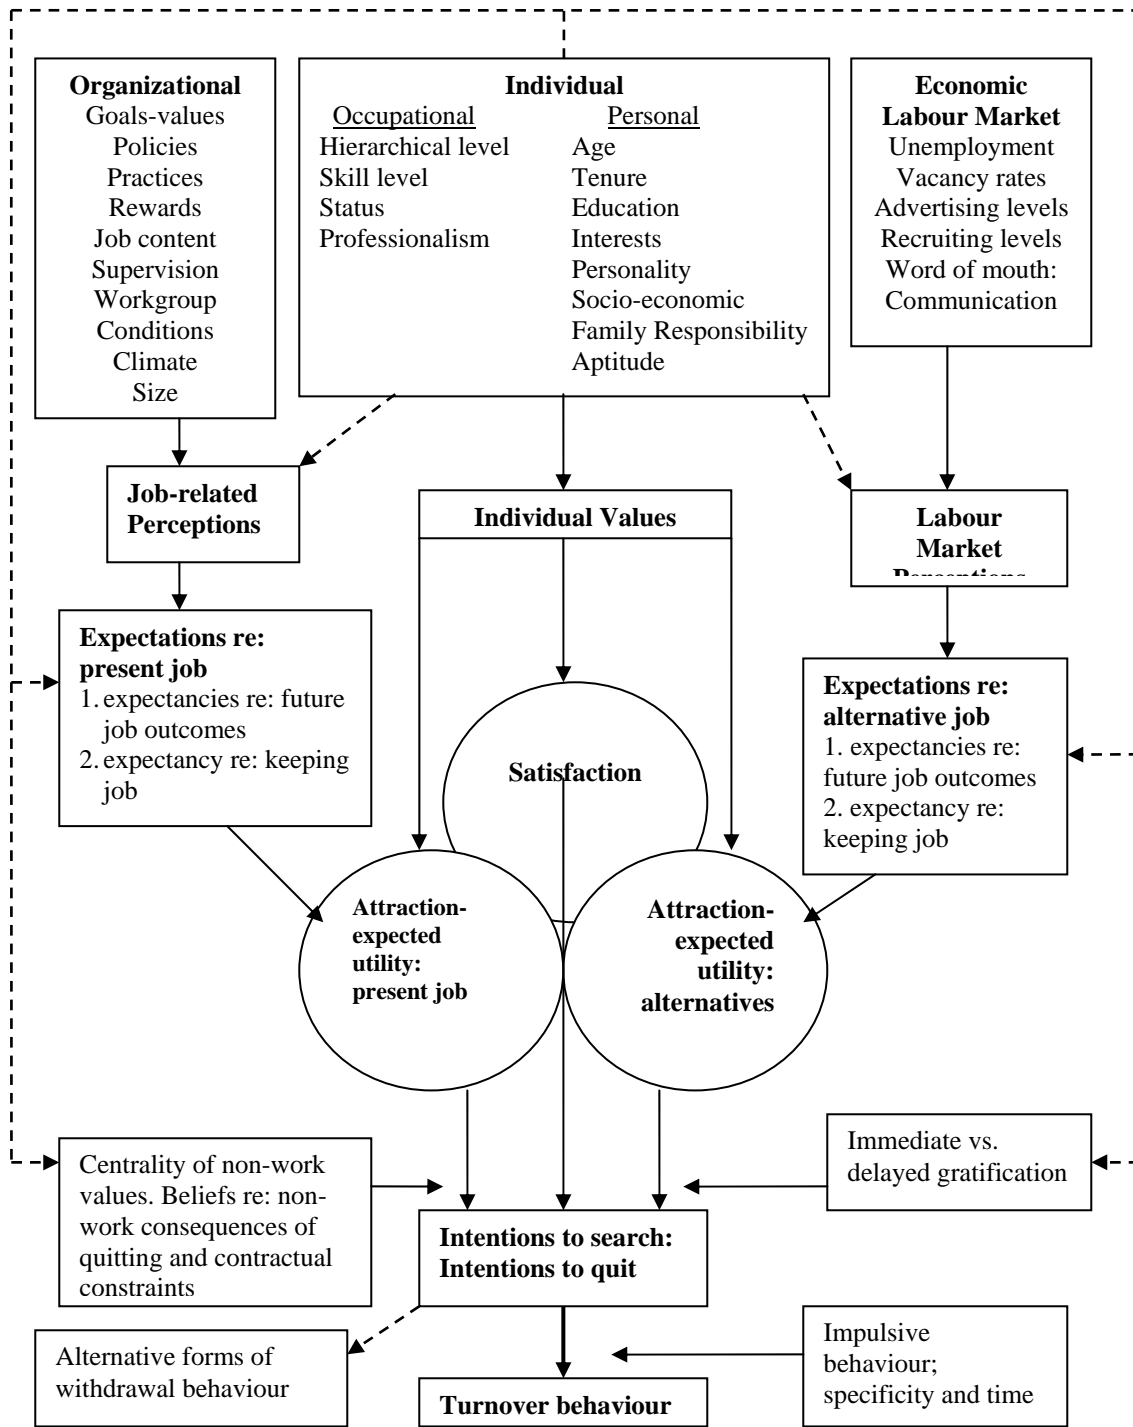 Organizational
Goals-values
Policies
Practices
Rewards
Job content
Supervision
Workgroup
Conditions
Climate
Size
Individual
Occupational
Hierarchical level
Skill level
Status
Professionalism
Personal
Age
Tenure
Education
Interests
Personality
Socio-economic
Family Responsibility
Aptitude
Economic
Labour Market
Unemployment
Vacancy rates
Advertising levels
Recruiting levels
Word of mouth:
Communication
Job-related
Perceptions
Individual Values
Labour
Market
Perceptions
Expectations re:
present job
1. expectancies re: future
job outcomes
2. expectancy re: keeping
job
Satisfaction
Expectations re:
alternative job
1. expectancies re:
future job outcomes
2. expectancy re:
keeping job
Attraction-
expected
utility:
present job
Attraction-
expected
utility:
alternatives
Centrality of non-work
values. Beliefs re: non-
work consequences of
quitting and contractual
constraints
Immediate vs.
delayed gratification
Intentions to search:
Intentions to quit
Alternative forms of
withdrawal behaviour
Impulsive
behaviour;
specificity and time
Turnover behaviour